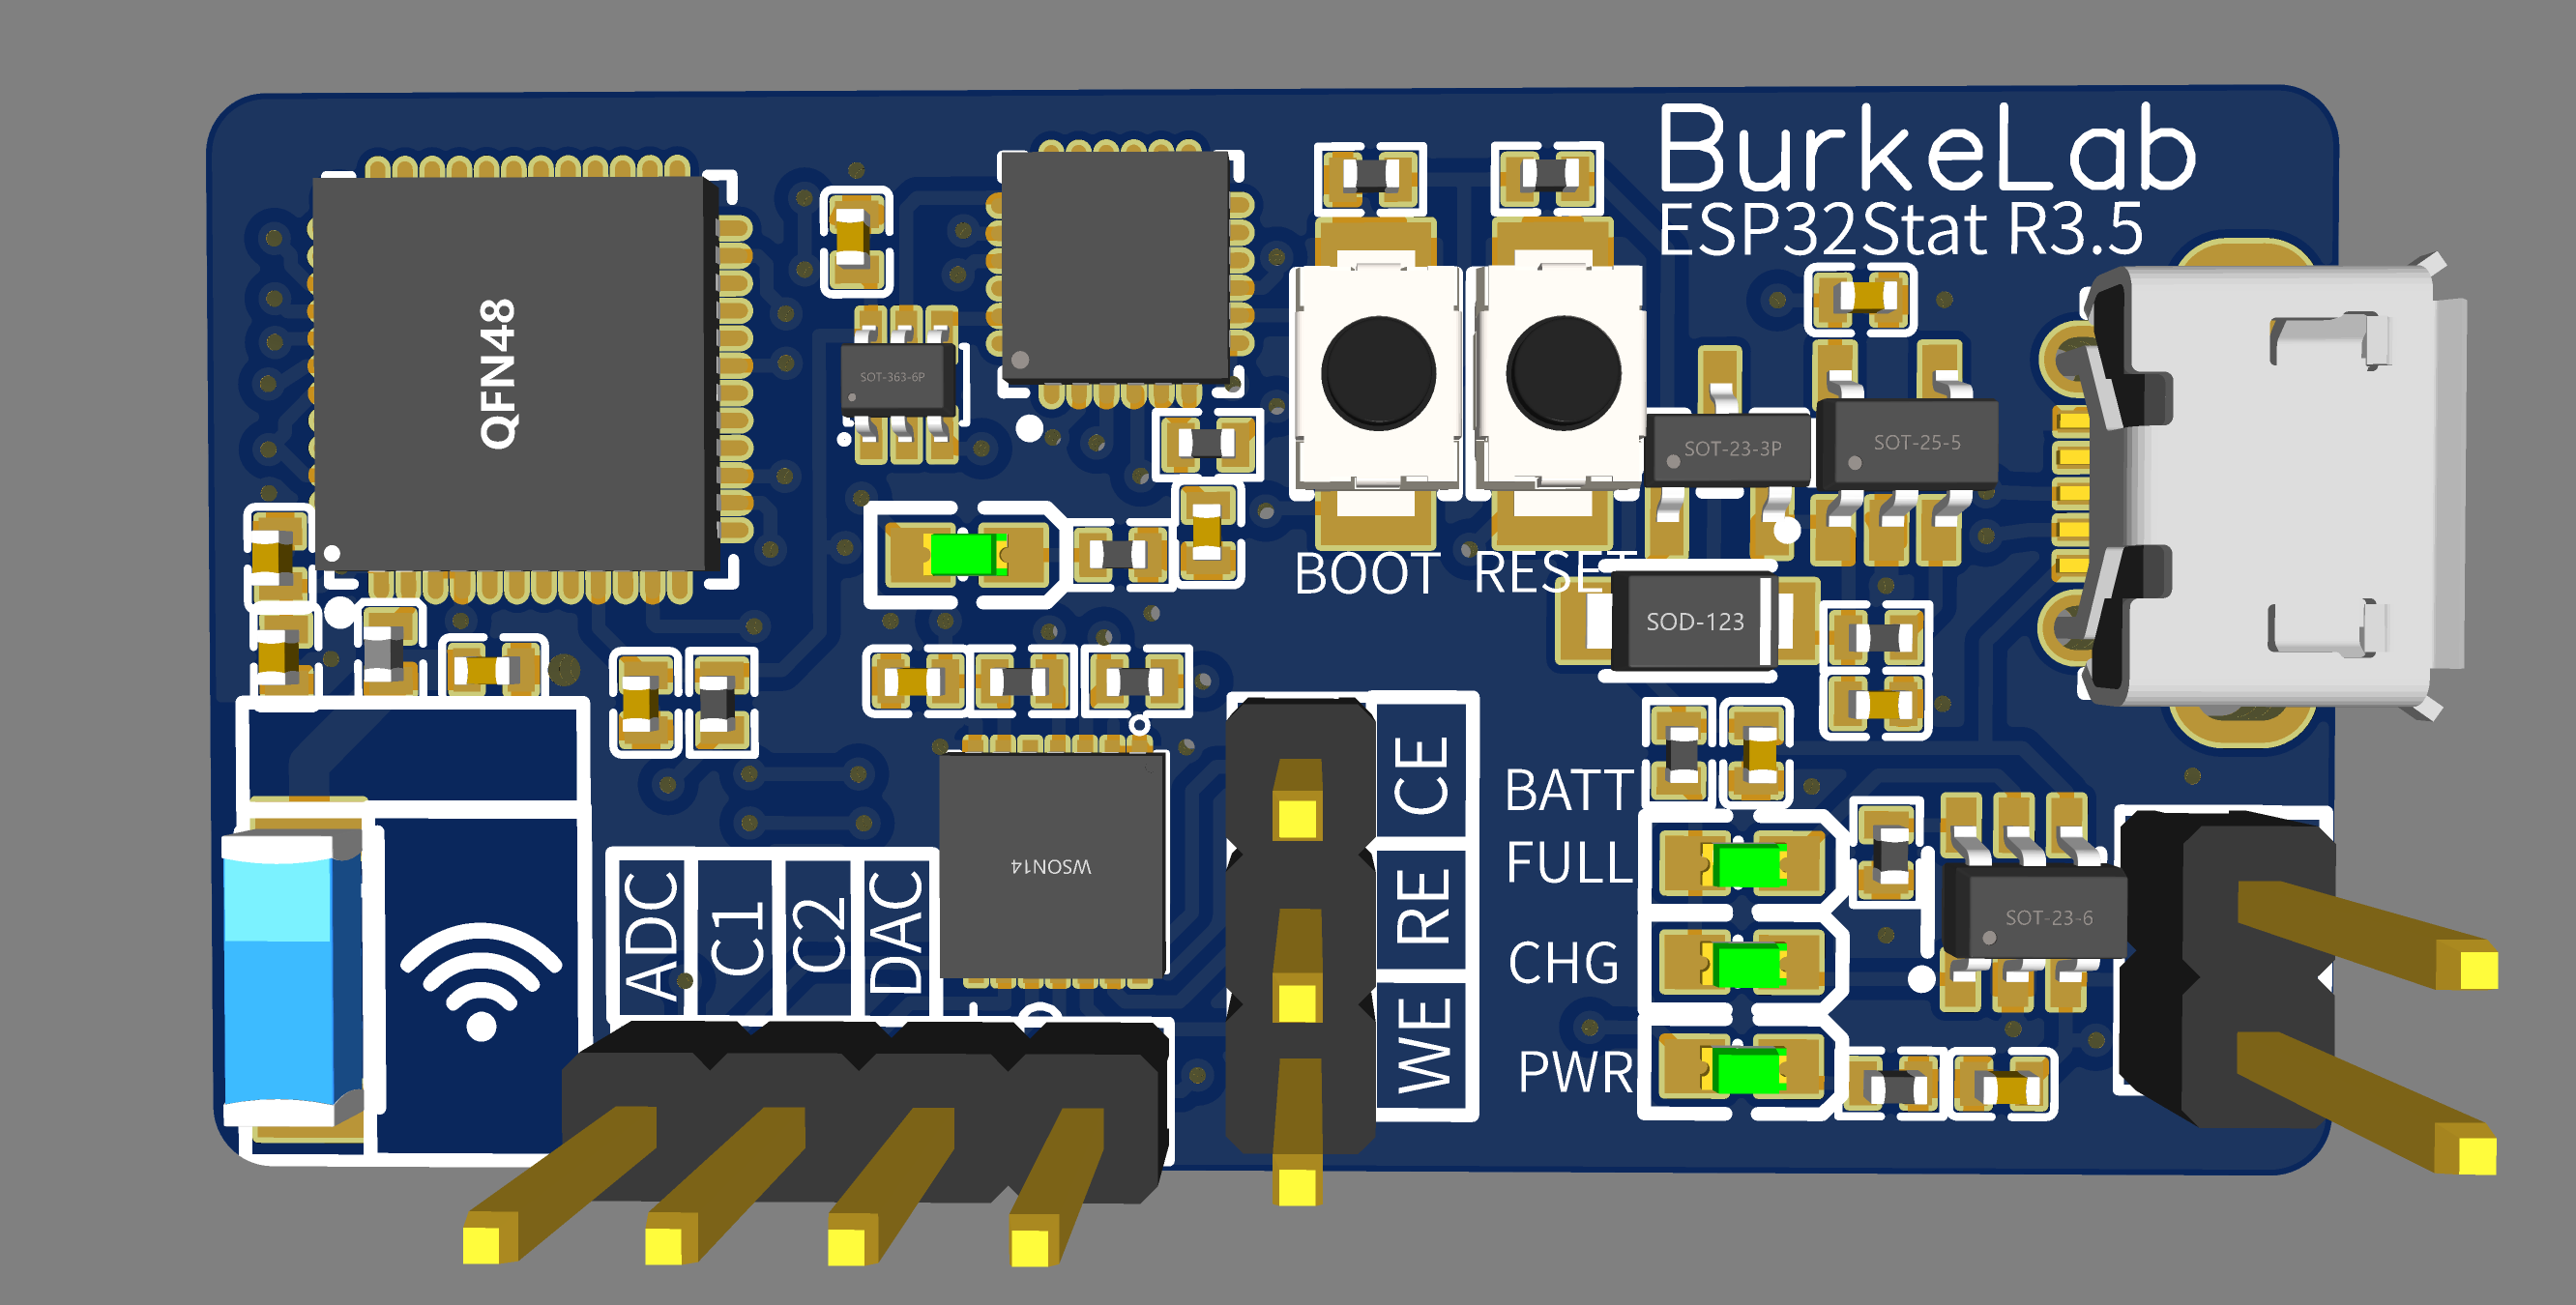 BurkeLab
ESP32Stat R3.5
QFN48
SOT-363-6P
SOT-23-3P
SOT-25-5
BOOT
RESET
SOD-123
CE
RE
WE
BATT
FULL
CHG
PWR
SOT-23-6
WSON14
ADC
C1
C2
DAC